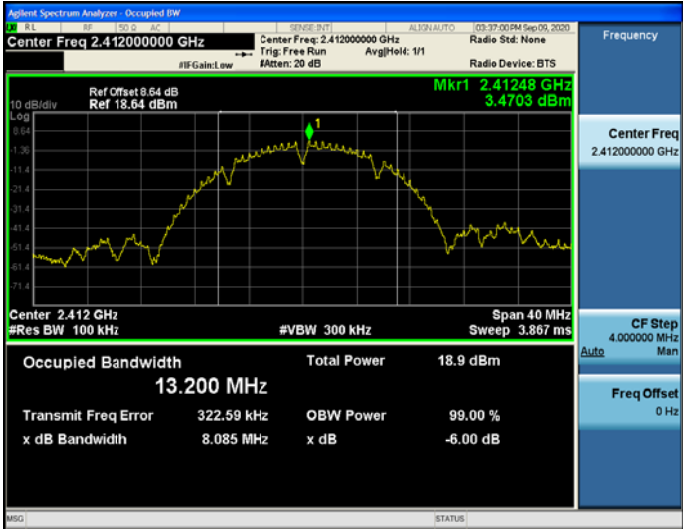 Agilent Spectrum Analyzer - Occupied BW
RL RF 50 Ω AC SENSE:INT ALIGN AUTO 03:37:00 PM Sep 09, 2020
Center Freq 2.412000000 GHz Center Freq: 2.412000000 GHz Radio Std: None Frequency
Trig: Free Run Avg|Hold: 1/1
#IFGain:Low #Atten: 20 dB Radio Device: BTS
Ref Offset 8.64 dB Mkr1 2.41248 GHz
10 dB/div Ref 18.64 dBm 3.4703 dBm
Log
8.64
1
-1.36
-11.4
-21.4
-31.4
-41.4
-51.4
-61.4
-71.4
Center Freq
2.412000000 GHz
Center 2.412 GHz Span 40 MHz
#Res BW 100 kHz #VBW 300 kHz Sweep 3.867 ms
CF Step
4.000000 MHz
Auto Man
Occupied Bandwidth Total Power 18.9 dBm
13.200 MHz
Transmit Freq Error 322.59 kHz OBW Power 99.00 %
x dB Bandwidth 8.085 MHz x dB -6.00 dB
Freq Offset
0 Hz
MSG STATUS